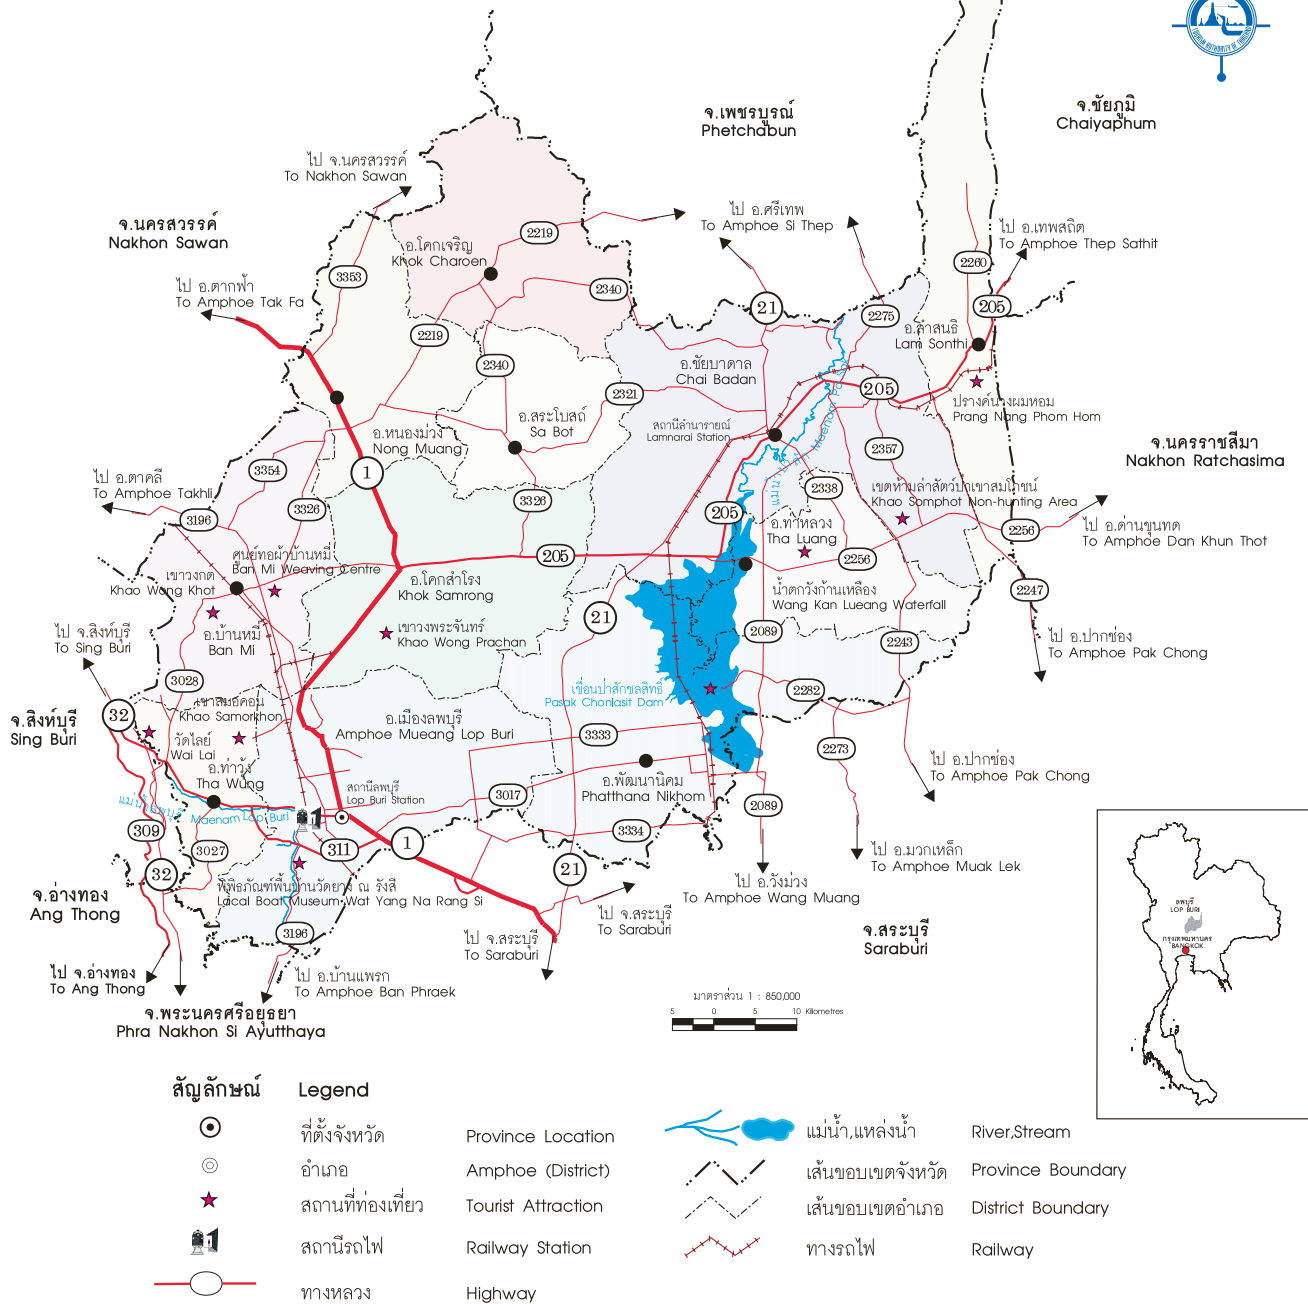 TOURISM AUTHORITY OF THAILAND
จ.เพชรบูรณ์
Phetchabun
จ.ชัยภูมิ
Chaiyaphum
ไป จ.นครสวรรค์
To Nakhon Sawan
จ.นครสวรรค์
Nakhon Sawan
ไป อ.ศรีเทพ
To Amphoe Si Thep
ไป อ.เทพสถิต
To Amphoe Thep Sathit
2219
อ.โคกเจริญ
Khok Charoen
3353
2260
ไป อ.ตากฟ้า
To Amphoe Tak Fa
2340
21
2275
205
2219
อ.ลำสนธิ
Lam Sonthi
2340
อ.ชัยบาดาล
Chai Badan
2321
205
ปรางค์นางผมหอม
Prang Nang Phom Hom
อ.สระโบสถ์
Sa Bot
สถานีลำนารายณ์
Lamnarai Station
อ.หนองม่วง
Nong Muang
จ.นครราชสีมา
Nakhon Ratchasima
2357
3354
1
ไป อ.ตาคลี
To Amphoe Takhli
2338
เขตห้ามล่าสัตว์ป่าเขาสมโภชน์
Khao Somphot Non-hunting Area
3326
3326
3196
205
อ.ท่าหลวง
Tha Luang
2256
ไป อ.ด่านขุนทด
To Amphoe Dan Khun Thot
ศูนย์ทอผ้าบ้านหมี่
Ban Mi Weaving Centre
205
2256
เขาวงกต
Khao Wong Khot
อ.โคกสำโรง
Khok Samrong
น้ำตกวังก้านเหลือง
Wang Kan Lueang Waterfall
2247
21
ไป จ.สิงห์บุรี
To Sing Buri
อ.บ้านหมี่
Ban Mi
เขาวงพระจันทร์
Khao Wong Prachan
2089
2243
ไป อ.ปากช่อง
To Amphoe Pak Chong
3028
เขื่อนป่าสักชลสิทธิ์
Pasak Chonlasit Dam
2282
เขาสมอคอน
Khao Samorkhon
32
จ.สิงห์บุรี
Sing Buri
อ.เมืองลพบุรี
Amphoe Mueang Lop Buri
3333
2273
วัดไลย์
Wai Lai
อ.ท่าวุ้ง
Tha Wung
ไป อ.ปากช่อง
To Amphoe Pak Chong
อ.พัฒนานิคม
Phatthana Nikhom
สถานีลพบุรี
Lop Buri Station
3017
2089
แม่น้ำลพบุรี
Maenam Lop Buri
309
3334
3027
311
1
ไป อ.มวกเหล็ก
To Amphoe Muak Lek
32
21
จ.อ่างทอง
Ang Thong
พิพิธภัณฑ์พื้นบ้านวัดยาง ณ รังสี
Lacal Boat Museum Wat Yang Na Rang Si
ไป อ.วังม่วง
To Amphoe Wang Muang
ไป จ.สระบุรี
To Saraburi
3196
ไป จ.สระบุรี
To Saraburi
จ.สระบุรี
Saraburi
ไป จ.อ่างทอง
To Ang Thong
ไป อ.บ้านแพรก
To Amphoe Ban Phraek
จ.พระนครศรีอยุธยา
Phra Nakhon Si Ayutthaya
มาตราส่วน 1 : 850,000
5 0 5 10 Kilometres
ลพบุรี
LOP BURI
กรุงเทพมหานคร
BANGKOK
สัญลักษณ์ Legend
ที่ตั้งจังหวัด Province Location
อำเภอ Amphoe (District)
สถานที่ท่องเที่ยว Tourist Attraction
สถานีรถไฟ Railway Station
ทางหลวง Highway
แม่น้ำ,แหล่งน้ำ River,Stream
เส้นขอบเขตจังหวัด Province Boundary
เส้นขอบเขตอำเภอ District Boundary
ทางรถไฟ Railway